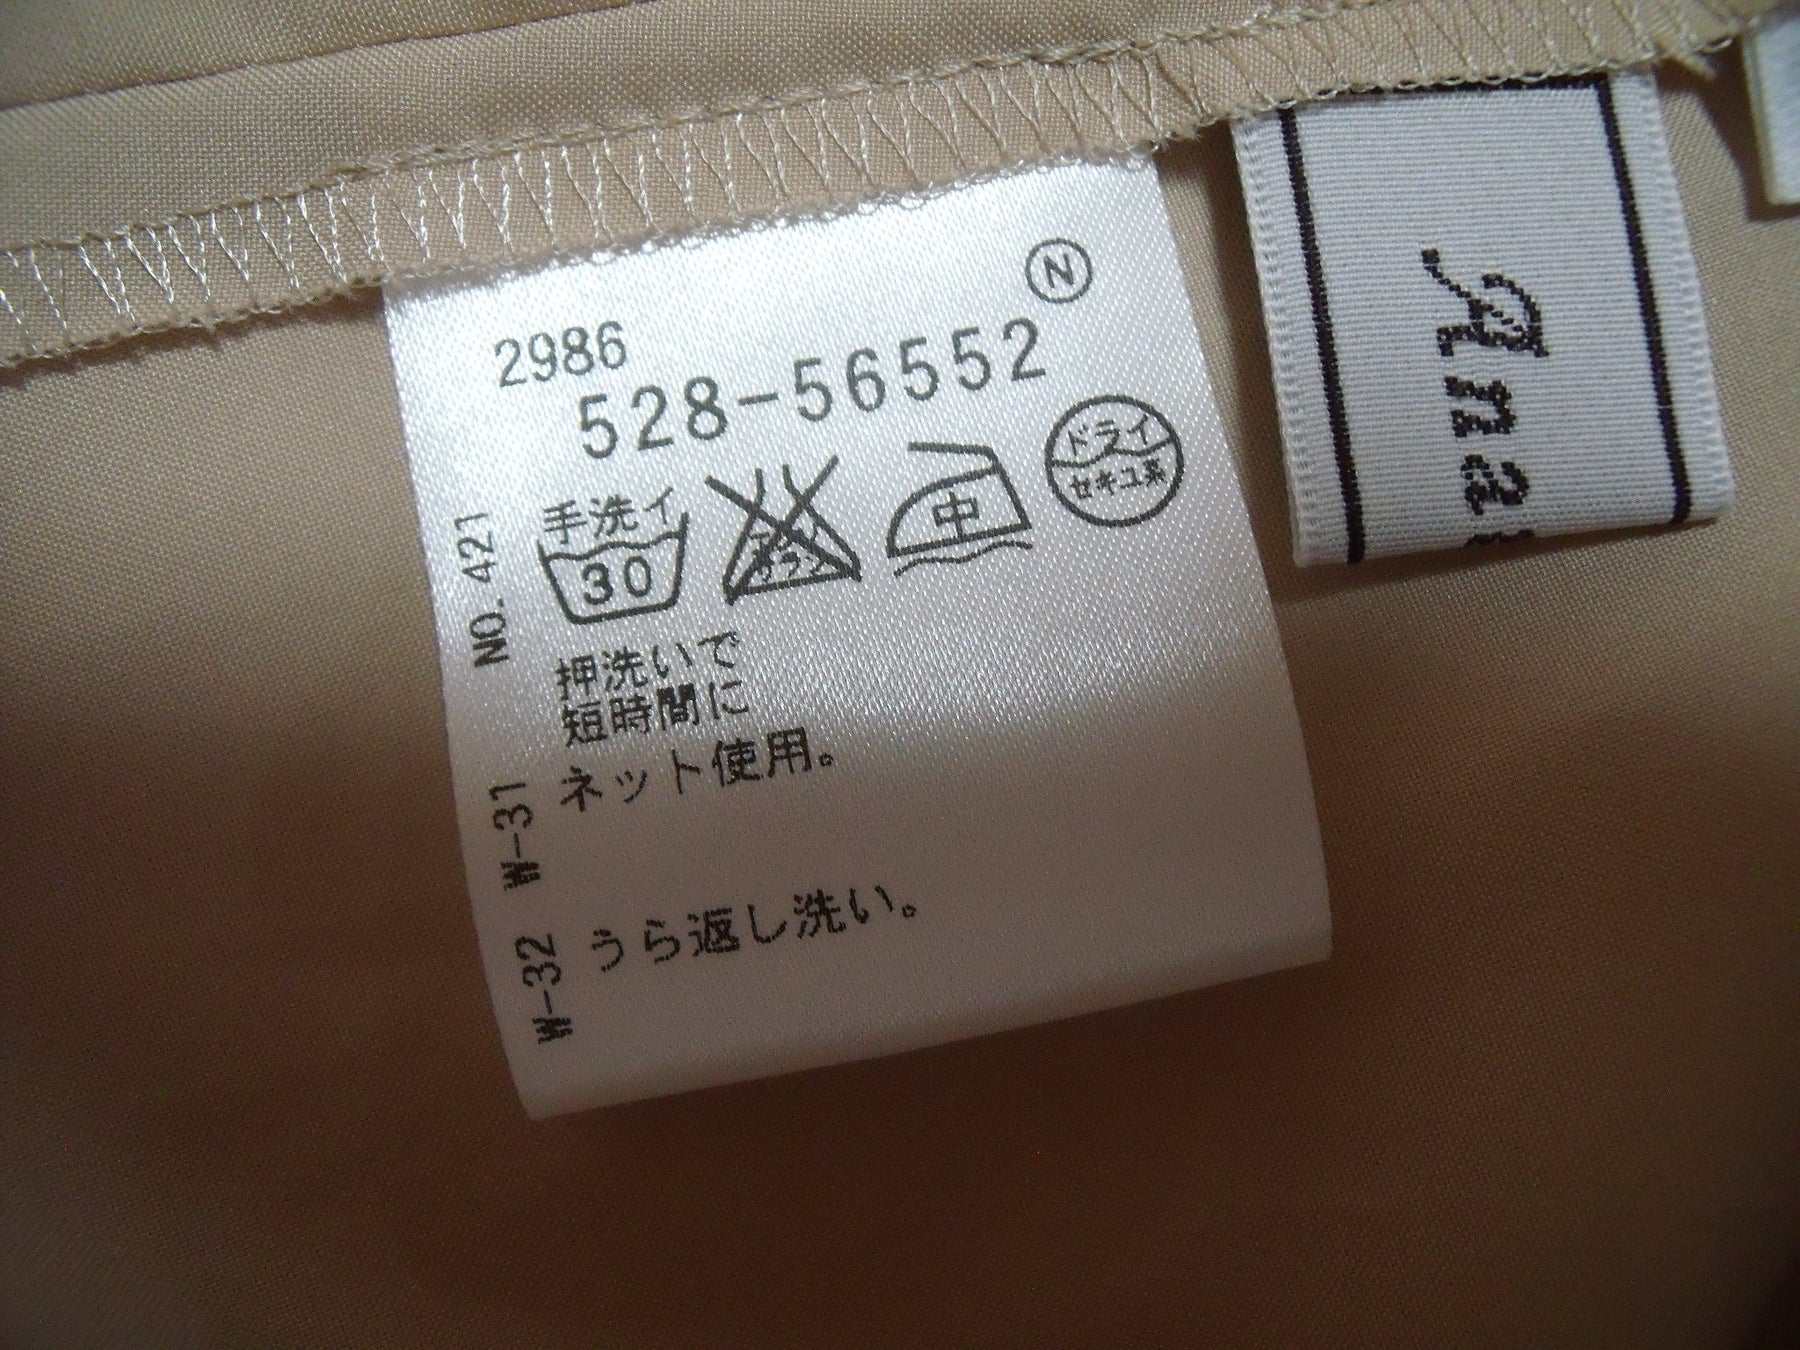 N
2986
528-56552
手洗イ
30
中
ドライ
セキユ系
NO. 421
押洗いで
短時間に
W-31 ネット使用。
W-32 うら返し洗い。